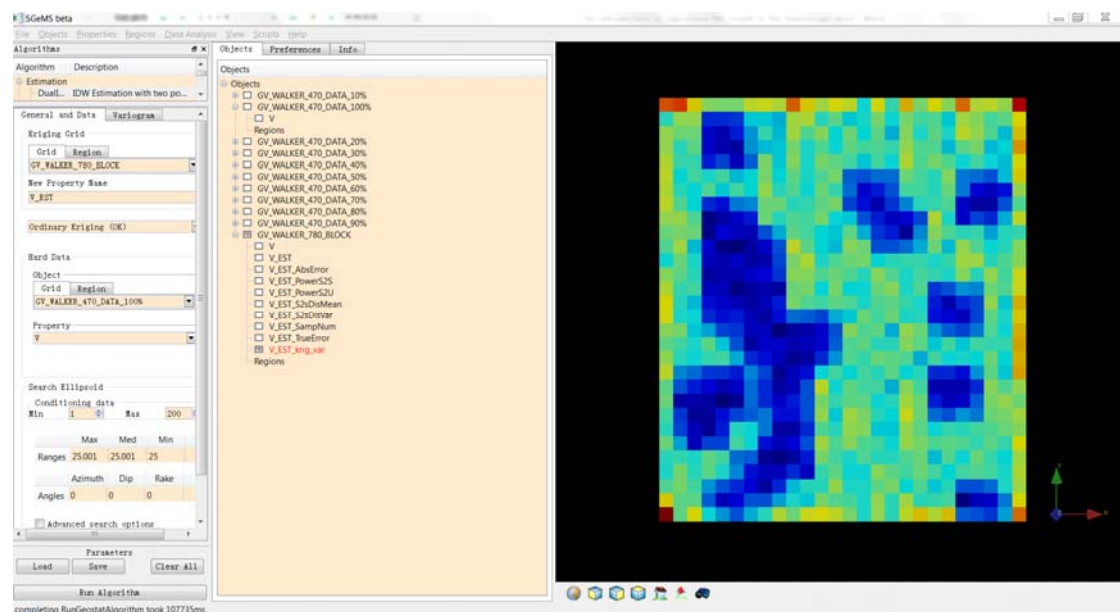 SGeMS beta
File Objects Properties Regions Data Analysis View Scripts Help
Algorithms
Algorithm Description
Estimation
DualI... IDW Estimation with two po...
General and Data Variogram
Kriging Grid
Grid Region
GV_WALKER_780_BLOCK
New Property Name
V_EST
Ordinary Kriging (OK)
Hard Data
Object
Grid Region
GV_WALKER_470_DATA_100%
Property
V
Search Ellipsoid
Conditioning data
Min 1 Max 200
Max Med Min
Ranges 25.001 25.001 25
Azimuth Dip Rake
Angles 0 0 0
Advanced search options
Parameters
Load Save Clear All
Run Algorithm
completing RunGeostatAlgorithm took 107735ms
Objects Preferences Info
Objects
Objects
GV_WALKER_470_DATA_10%
GV_WALKER_470_DATA_100%
V
Regions
GV_WALKER_470_DATA_20%
GV_WALKER_470_DATA_30%
GV_WALKER_470_DATA_40%
GV_WALKER_470_DATA_50%
GV_WALKER_470_DATA_60%
GV_WALKER_470_DATA_70%
GV_WALKER_470_DATA_80%
GV_WALKER_470_DATA_90%
GV_WALKER_780_BLOCK
V
V_EST
V_EST_AbsError
V_EST_PowerS2S
V_EST_PowerS2U
V_EST_S2sDisMean
V_EST_S2sDisVar
V_EST_SampNum
V_EST_TrueError
V_EST_krig_var
Regions